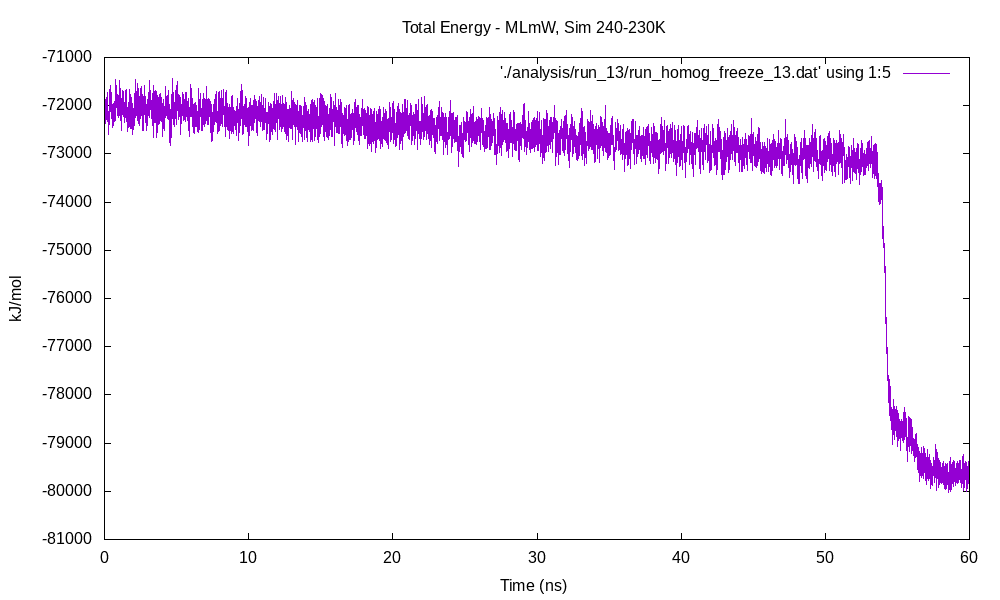 Total Energy - MLmW, Sim 240-230K
'./analysis/run_13/run_homog_freeze_13.dat' using 1:5
-71000
-72000
-73000
-74000
-75000
-76000
-77000
-78000
-79000
-80000
-81000
kJ/mol
0 10 20 30 40 50 60
Time (ns)